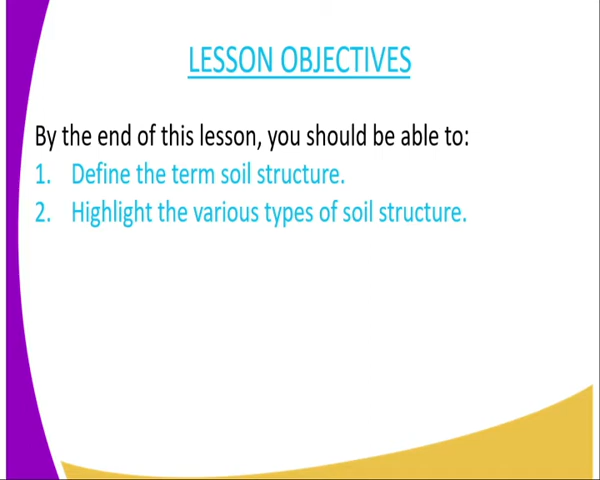 LESSON OBJECTIVES
By the end of this lesson, you should be able to:
1. Define the term soil structure.
2. Highlight the various types of soil structure.